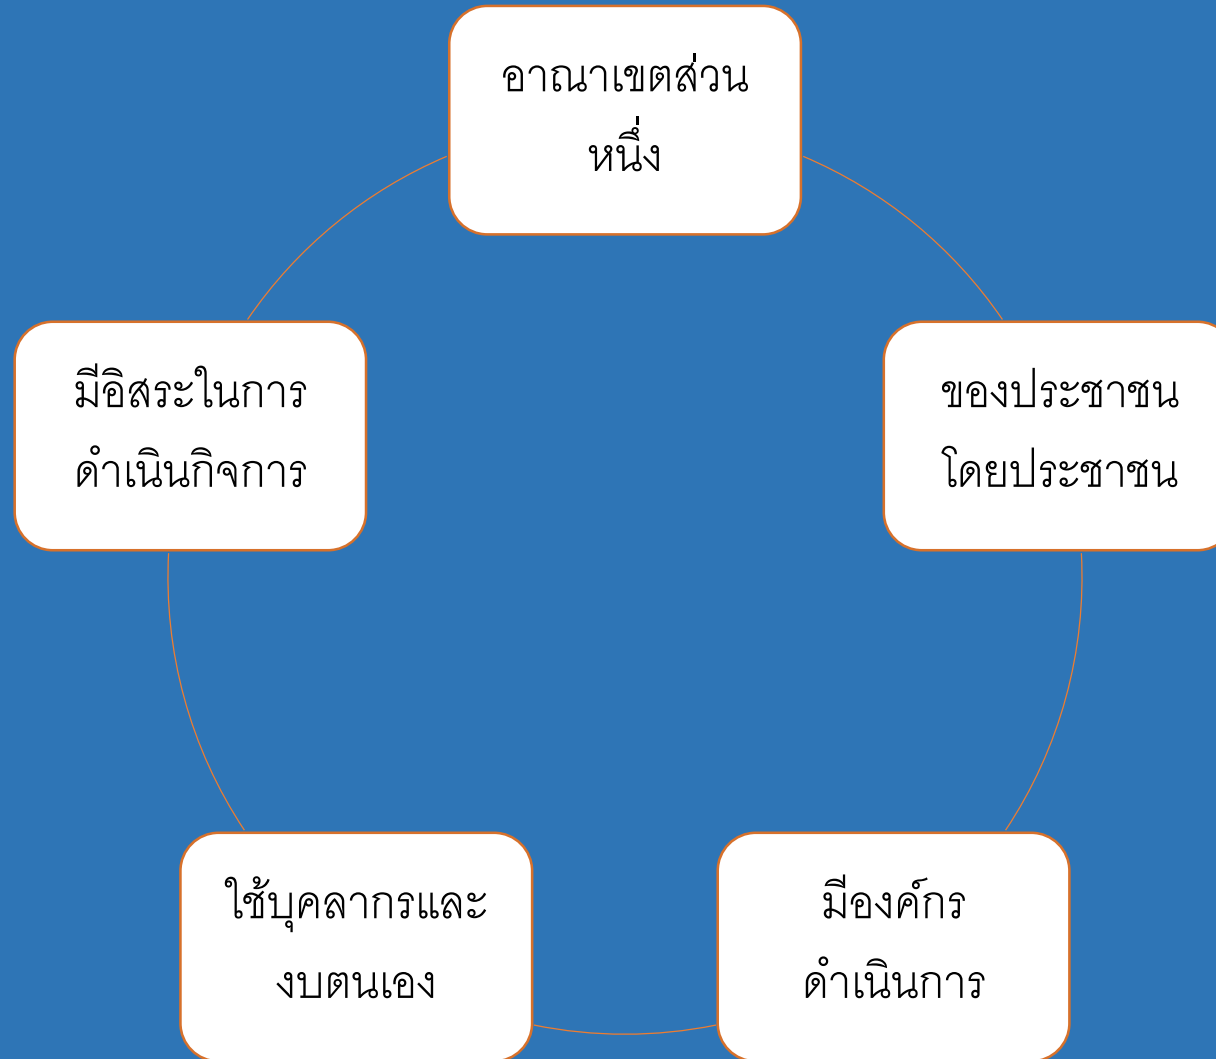 อาณาเขตส่วน
หนึ่ง
ของประชาชน
โดยประชาชน
มีองค์กร
ดำเนินการ
ใช้บุคลากรและ
งบตนเอง
มีอิสระในการ
ดำเนินกิจการ